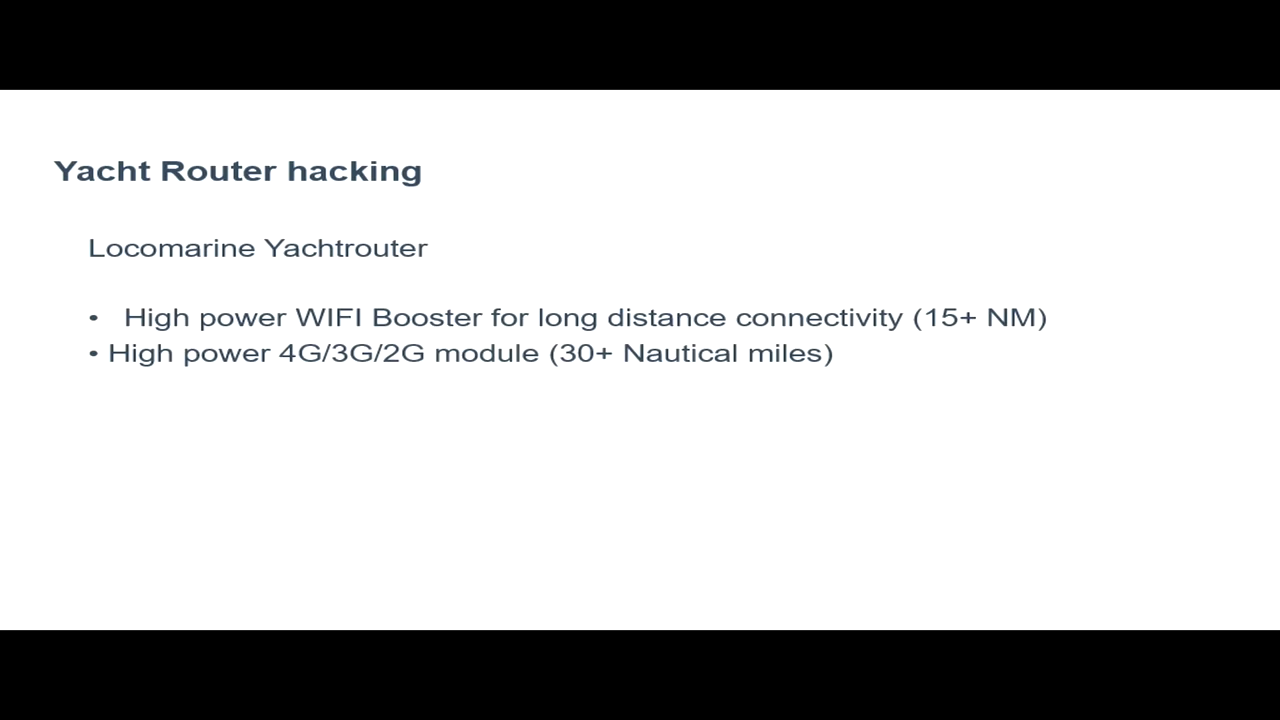 Yacht Router hacking
Locomarine Yachtrouter
• High power WIFI Booster for long distance connectivity (15+ NM)
• High power 4G/3G/2G module (30+ Nautical miles)